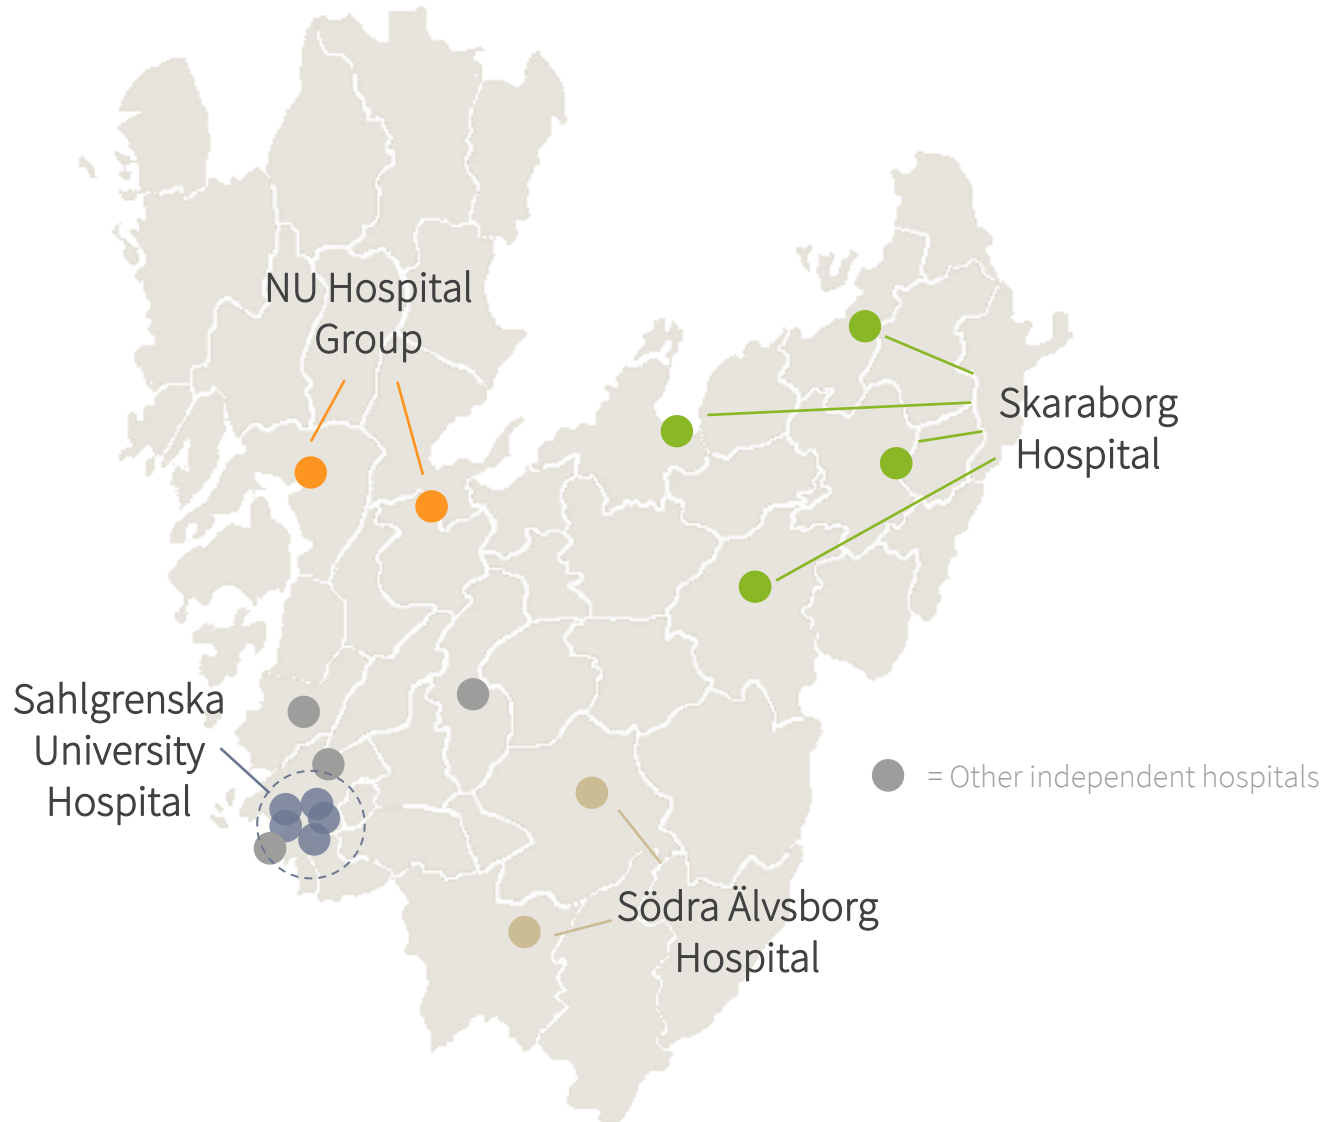 NU Hospital
Group
Skaraborg
Hospital
Sahlgrenska
University
Hospital
= Other independent hospitals
Södra Älvsborg
Hospital